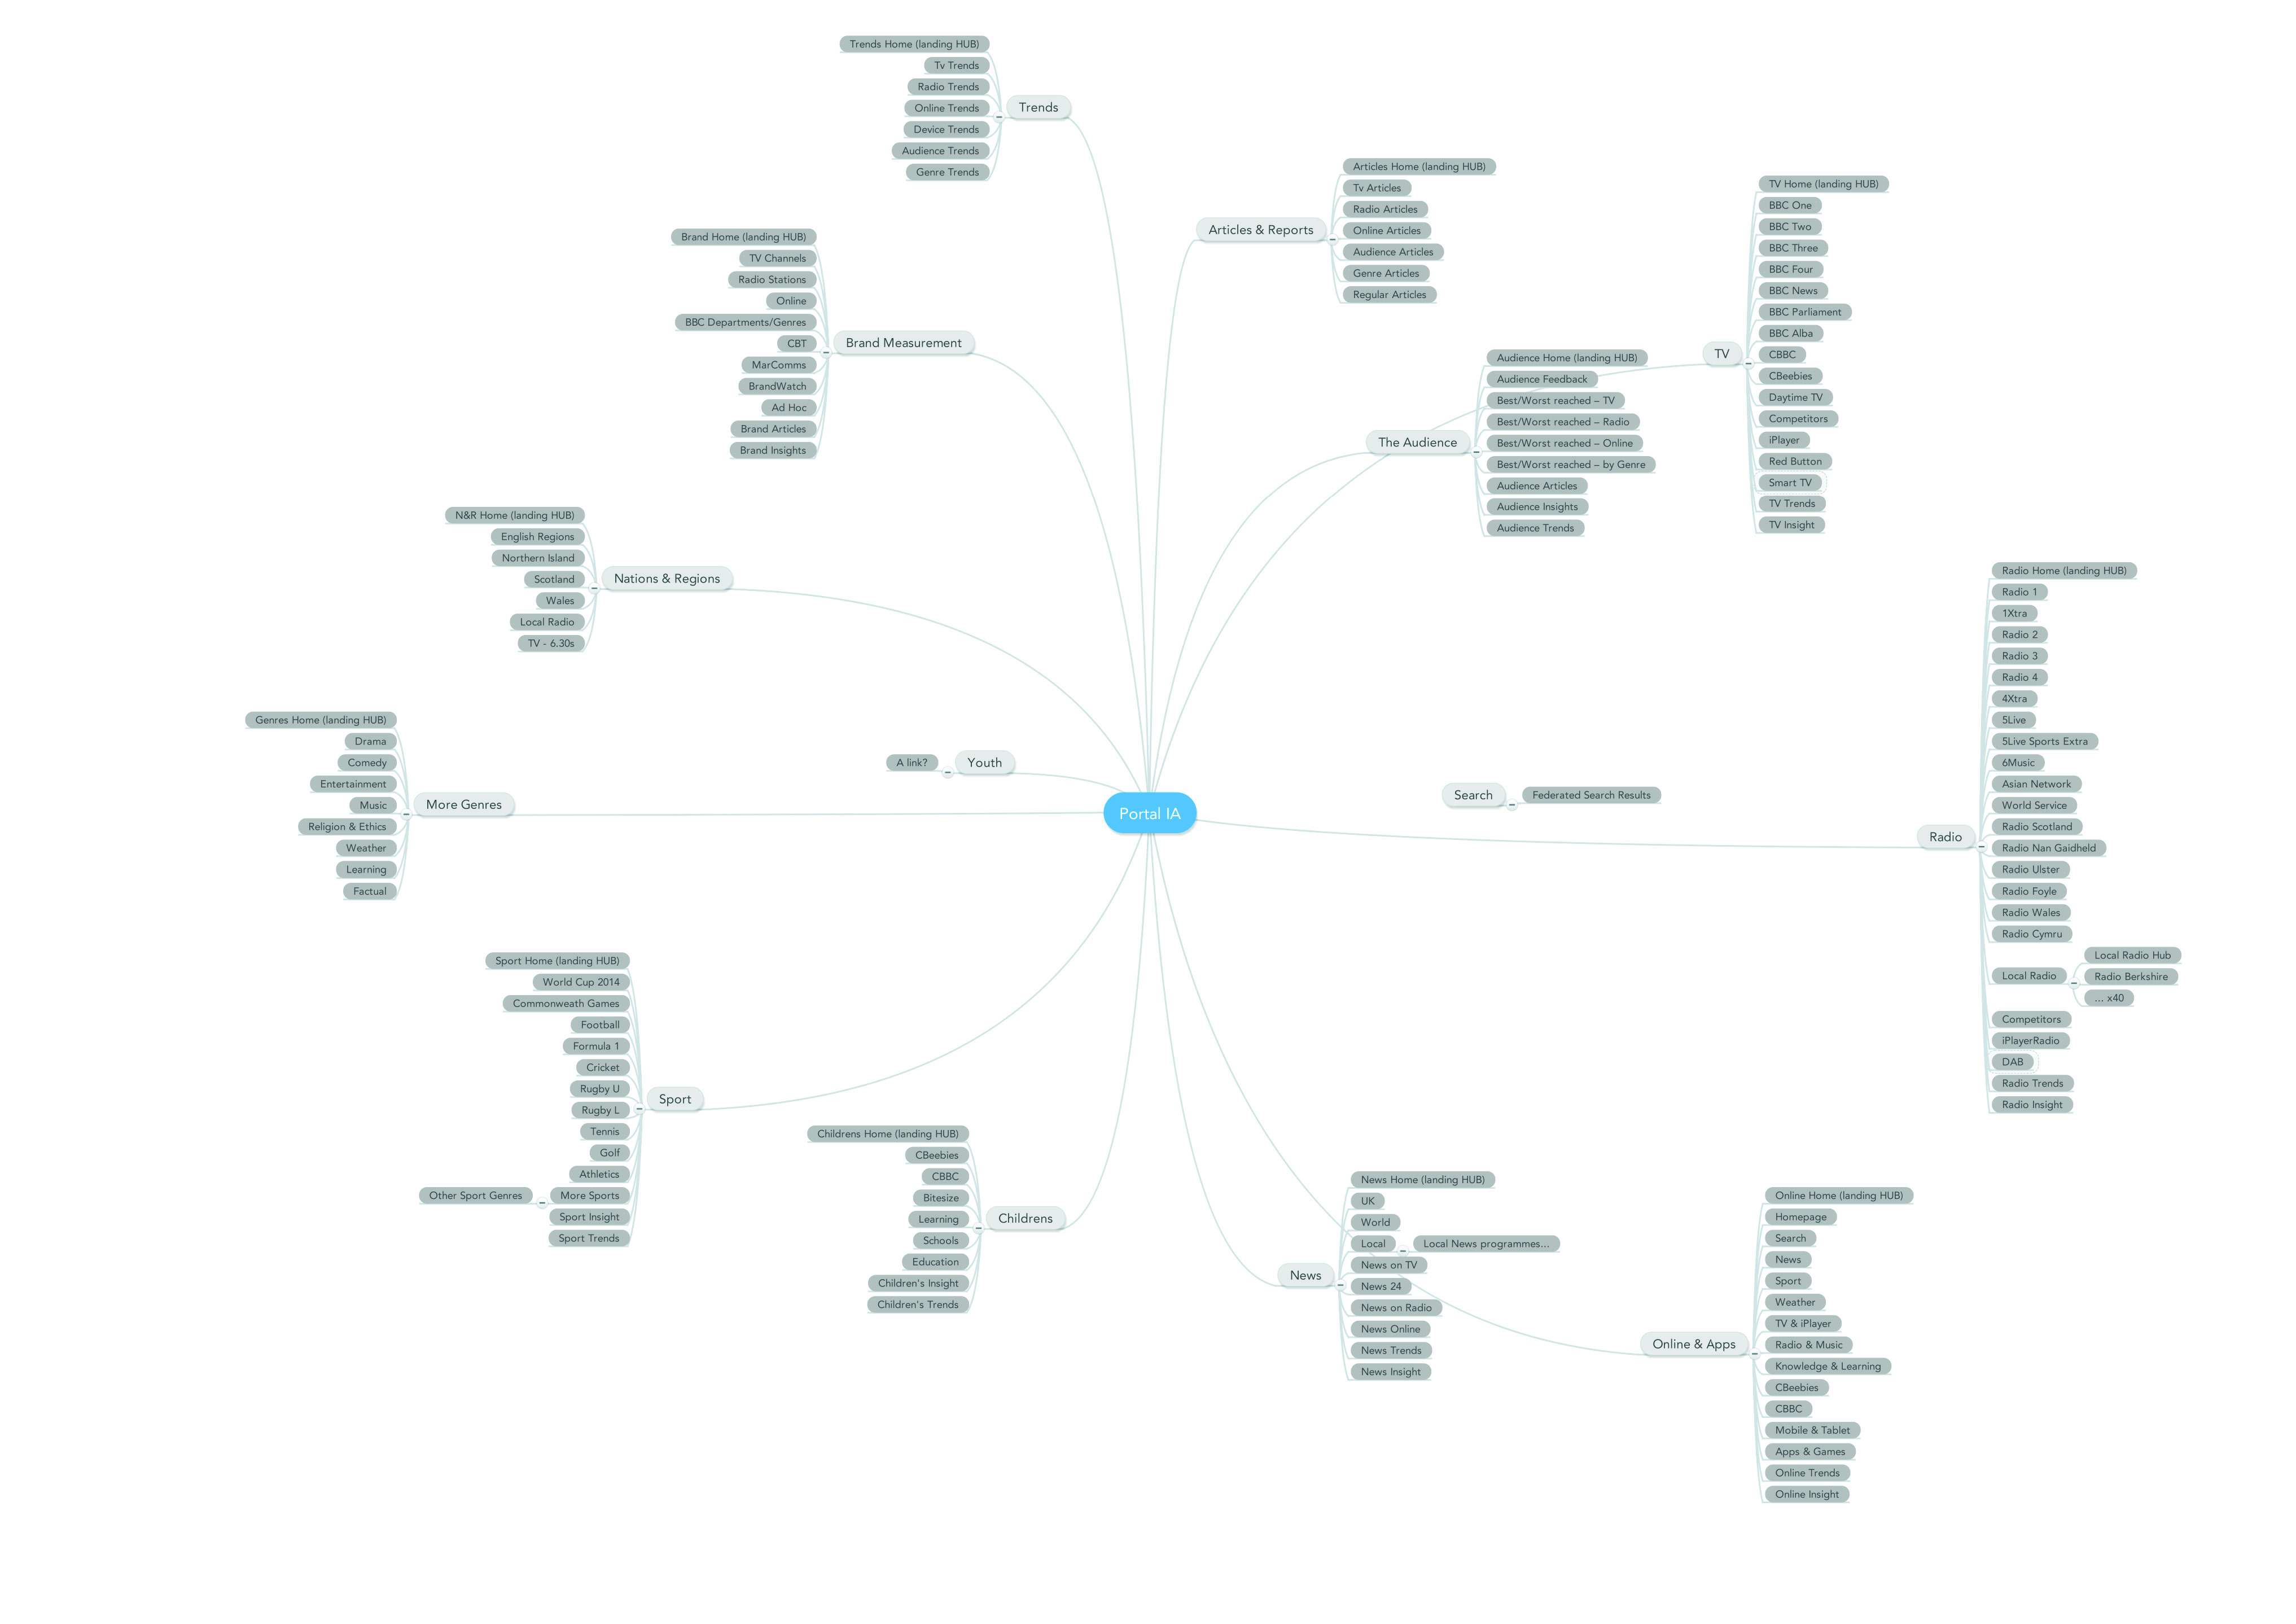 Portal IA
Trends
Trends Home (landing HUB)
Tv Trends
Radio Trends
Online Trends
Device Trends
Audience Trends
Genre Trends
Brand Measurement
Brand Home (landing HUB)
TV Channels
Radio Stations
Online
BBC Departments/Genres
CBT
MarComms
BrandWatch
Ad Hoc
Brand Articles
Brand Insights
Nations & Regions
N&R Home (landing HUB)
English Regions
Northern Island
Scotland
Wales
Local Radio
TV - 6.30s
Youth
A link?
More Genres
Genres Home (landing HUB)
Drama
Comedy
Entertainment
Music
Religion & Ethics
Weather
Learning
Factual
Sport
Sport Home (landing HUB)
World Cup 2014
Commonweath Games
Football
Formula 1
Cricket
Rugby U
Rugby L
Tennis
Golf
Athletics
More Sports
Other Sport Genres
Sport Insight
Sport Trends
Childrens
Childrens Home (landing HUB)
CBeebies
CBBC
Bitesize
Learning
Schools
Education
Children's Insight
Children's Trends
Articles & Reports
Articles Home (landing HUB)
Tv Articles
Radio Articles
Online Articles
Audience Articles
Genre Articles
Regular Articles
The Audience
Audience Home (landing HUB)
Audience Feedback
Best/Worst reached – TV
Best/Worst reached – Radio
Best/Worst reached – Online
Best/Worst reached – by Genre
Audience Articles
Audience Insights
Audience Trends
TV
TV Home (landing HUB)
BBC One
BBC Two
BBC Three
BBC Four
BBC News
BBC Parliament
BBC Alba
CBBC
CBeebies
Daytime TV
Competitors
iPlayer
Red Button
Smart TV
TV Trends
TV Insight
Search
Federated Search Results
Radio
Radio Home (landing HUB)
Radio 1
1Xtra
Radio 2
Radio 3
Radio 4
4Xtra
5Live
5Live Sports Extra
6Music
Asian Network
World Service
Radio Scotland
Radio Nan Gaidheld
Radio Ulster
Radio Foyle
Radio Wales
Radio Cymru
Local Radio
Local Radio Hub
Radio Berkshire
... x40
Competitors
iPlayerRadio
DAB
Radio Trends
Radio Insight
News
News Home (landing HUB)
UK
World
Local
Local News programmes...
News on TV
News 24
News on Radio
News Online
News Trends
News Insight
Online & Apps
Online Home (landing HUB)
Homepage
Search
News
Sport
Weather
TV & iPlayer
Radio & Music
Knowledge & Learning
CBeebies
CBBC
Mobile & Tablet
Apps & Games
Online Trends
Online Insight